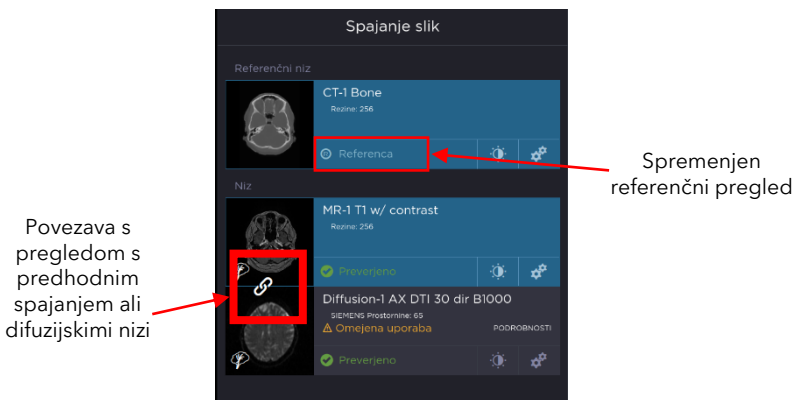 Spajanje slik
Referenčni niz
CT-1 Bone
Rezine: 256
Referenca
Spremenjen
referenčni pregled
Niz
MR-1 T1 w/ contrast
Rezine: 256
Preverjeno
Povezava s
pregledom s
predhodnim
spajanjem ali
difuzijskimi nizi
Diffusion-1 AX DTI 30 dir B1000
SIEMENS Prostornine: 65
Omejena uporaba
PODROBNOSTI
Preverjeno